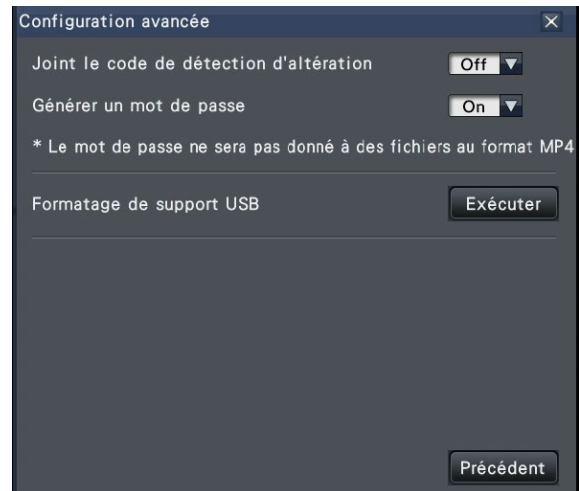 Configuration avancée
Joint le code de détection d'altération Off
Générer un mot de passe On
* Le mot de passe ne sera pas donné à des fichiers au format MP4
Formatage de support USB Exécuter
Précédent